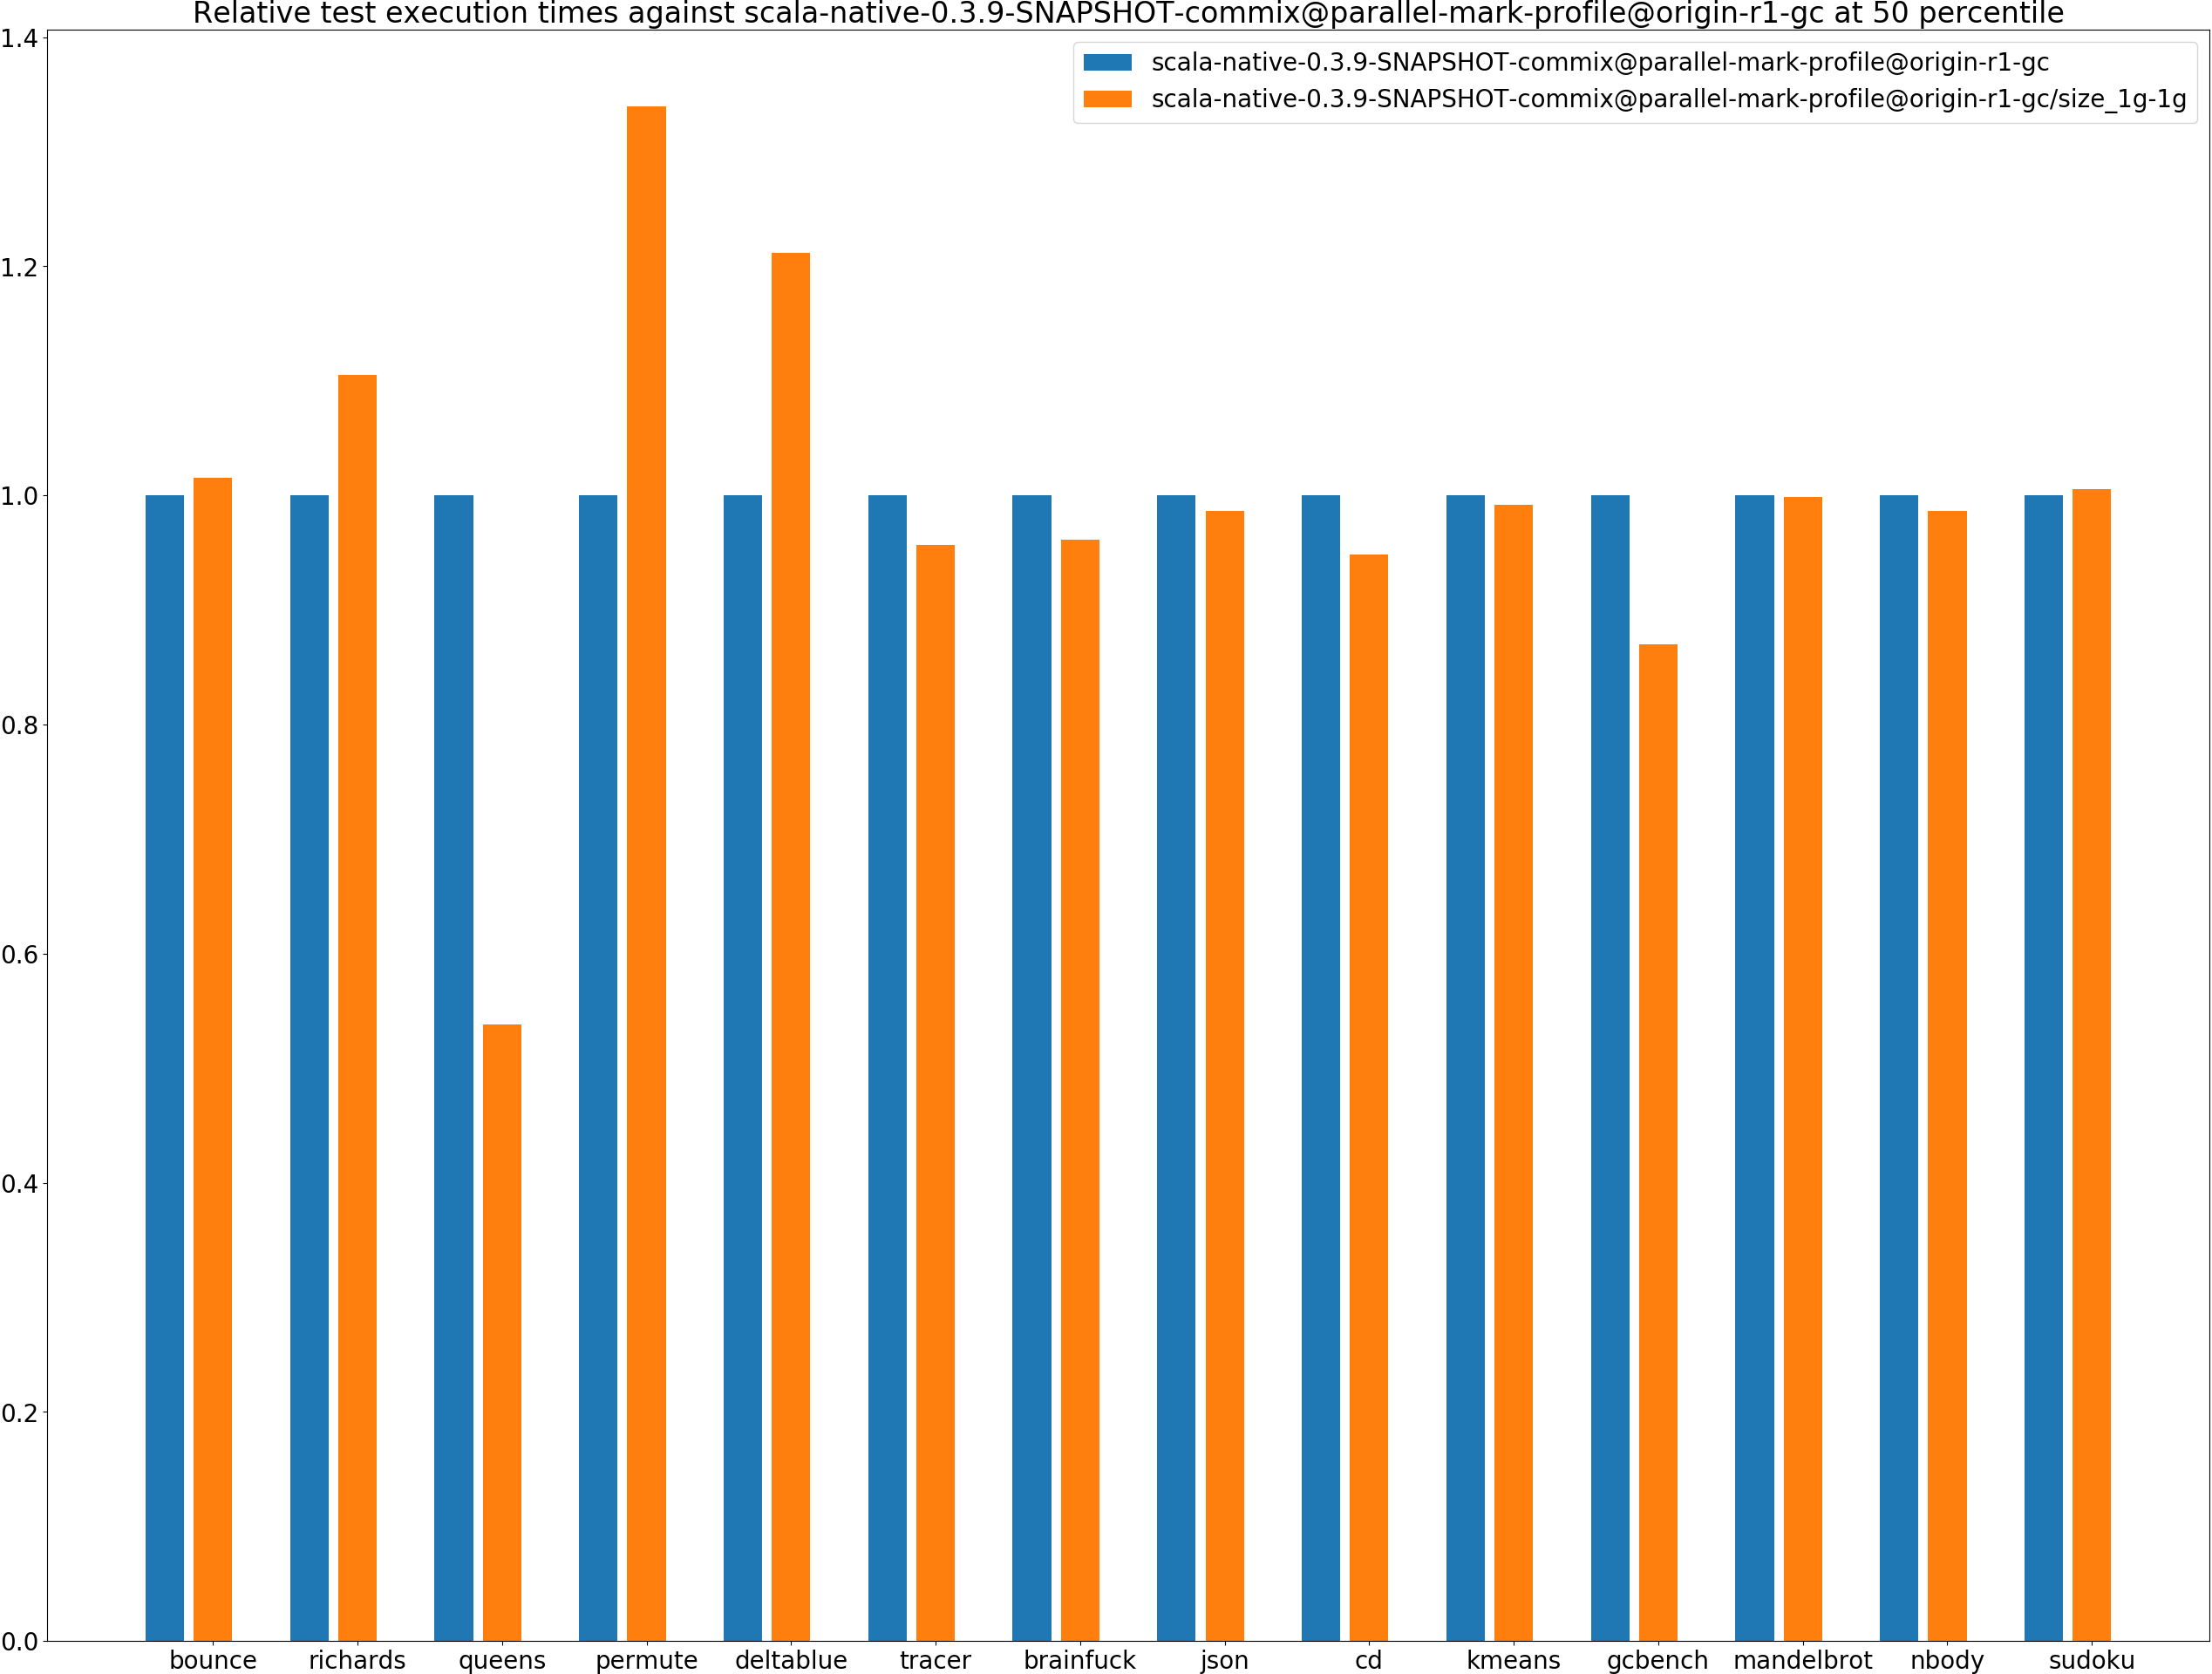 Relative test execution times against scala-native-0.3.9-SNAPSHOT-commix@parallel-mark-profile@origin-r1-gc at 50 percentile
scala-native-0.3.9-SNAPSHOT-commix@parallel-mark-profile@origin-r1-gc
scala-native-0.3.9-SNAPSHOT-commix@parallel-mark-profile@origin-r1-gc/size_1g-1g
1.4
1.2
1.0
0.8
0.6
0.4
0.2
0.0
bounce richards queens permute deltablue tracer brainfuck json cd kmeans gcbench mandelbrot nbody sudoku